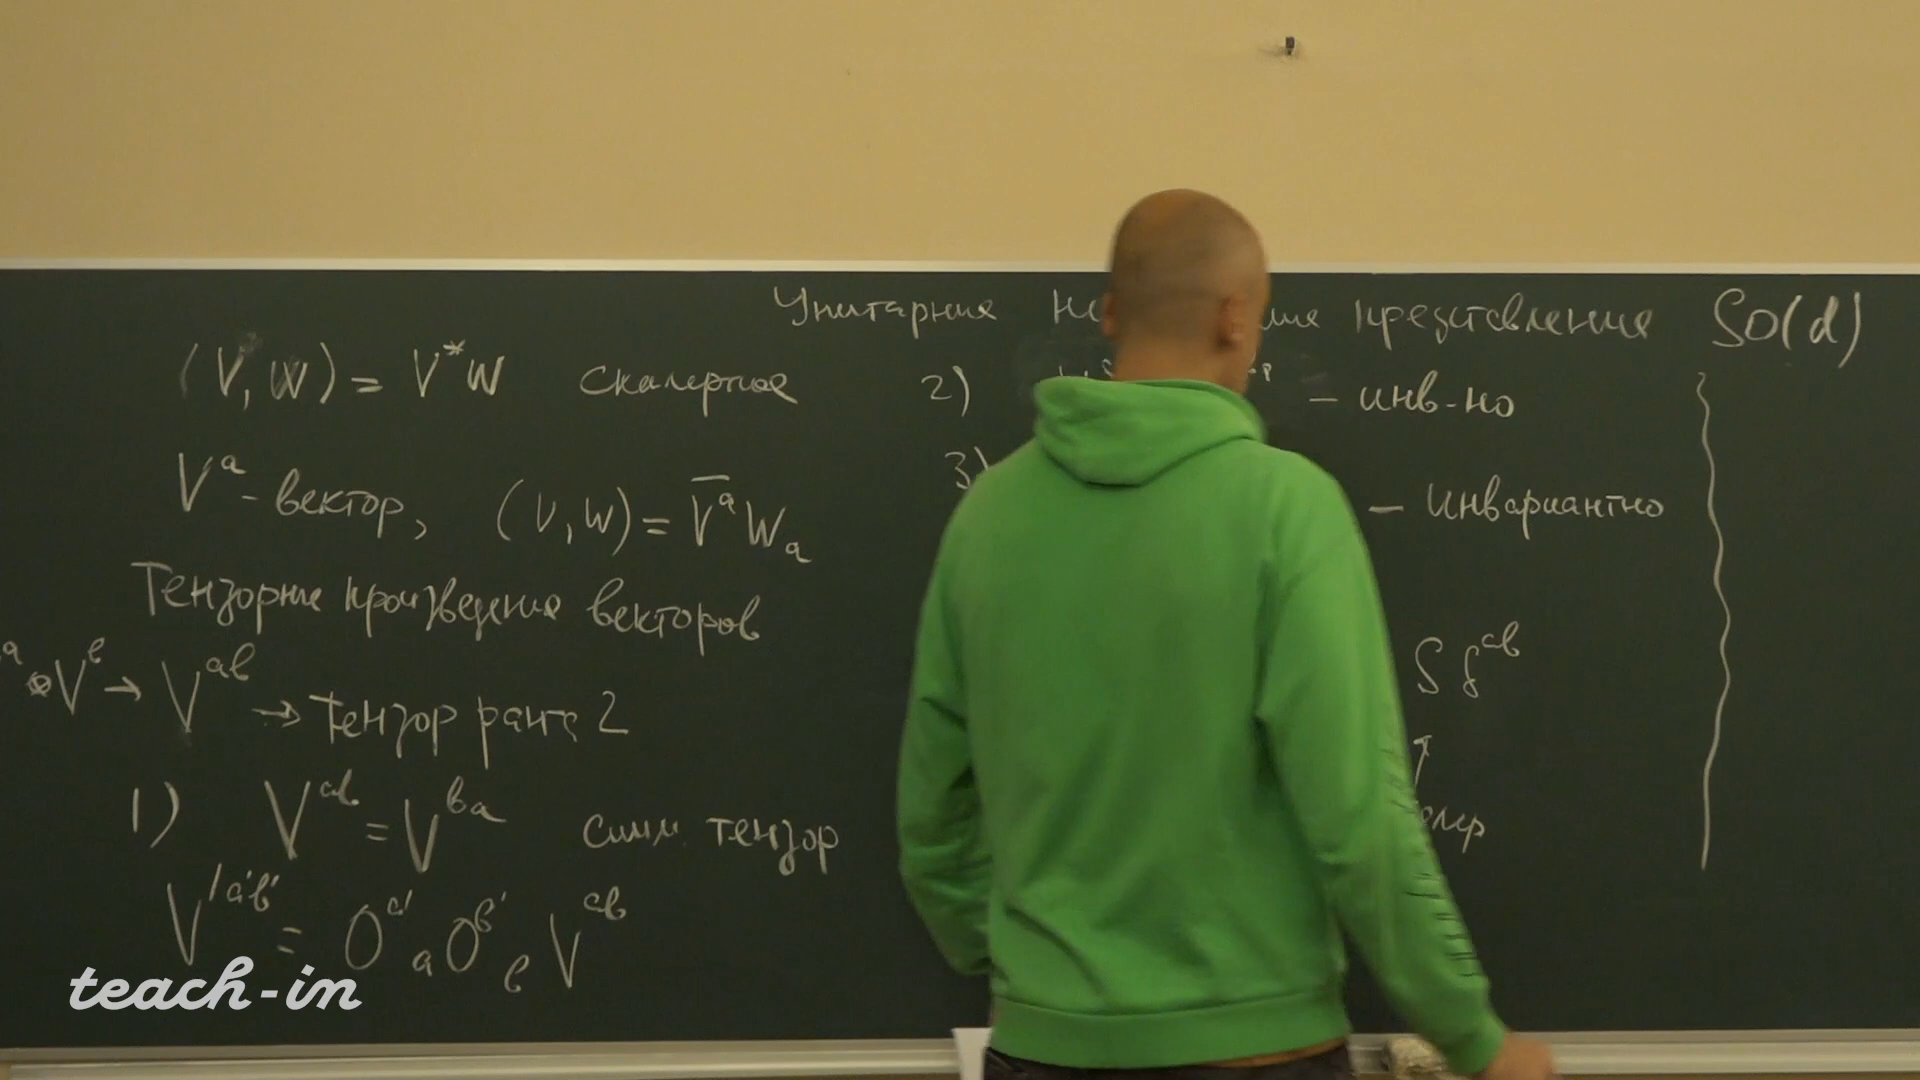 Унитарные представления SO(d)
(V, W) = V*W скалярное
V^a - вектор, (V, W) = V̅^a W_a
Тензорные произведения векторов
^a ⊗ V^b → V^{ab} → тензор ранга 2
1) V^{ab} = V^{ba} симм. тензор
V'^{a'b'} = O^{a'}_a O^{b'}_b V^{ab}
2) — инв-но
3) — инвариантно
S g^{ab}
↑
teach-in